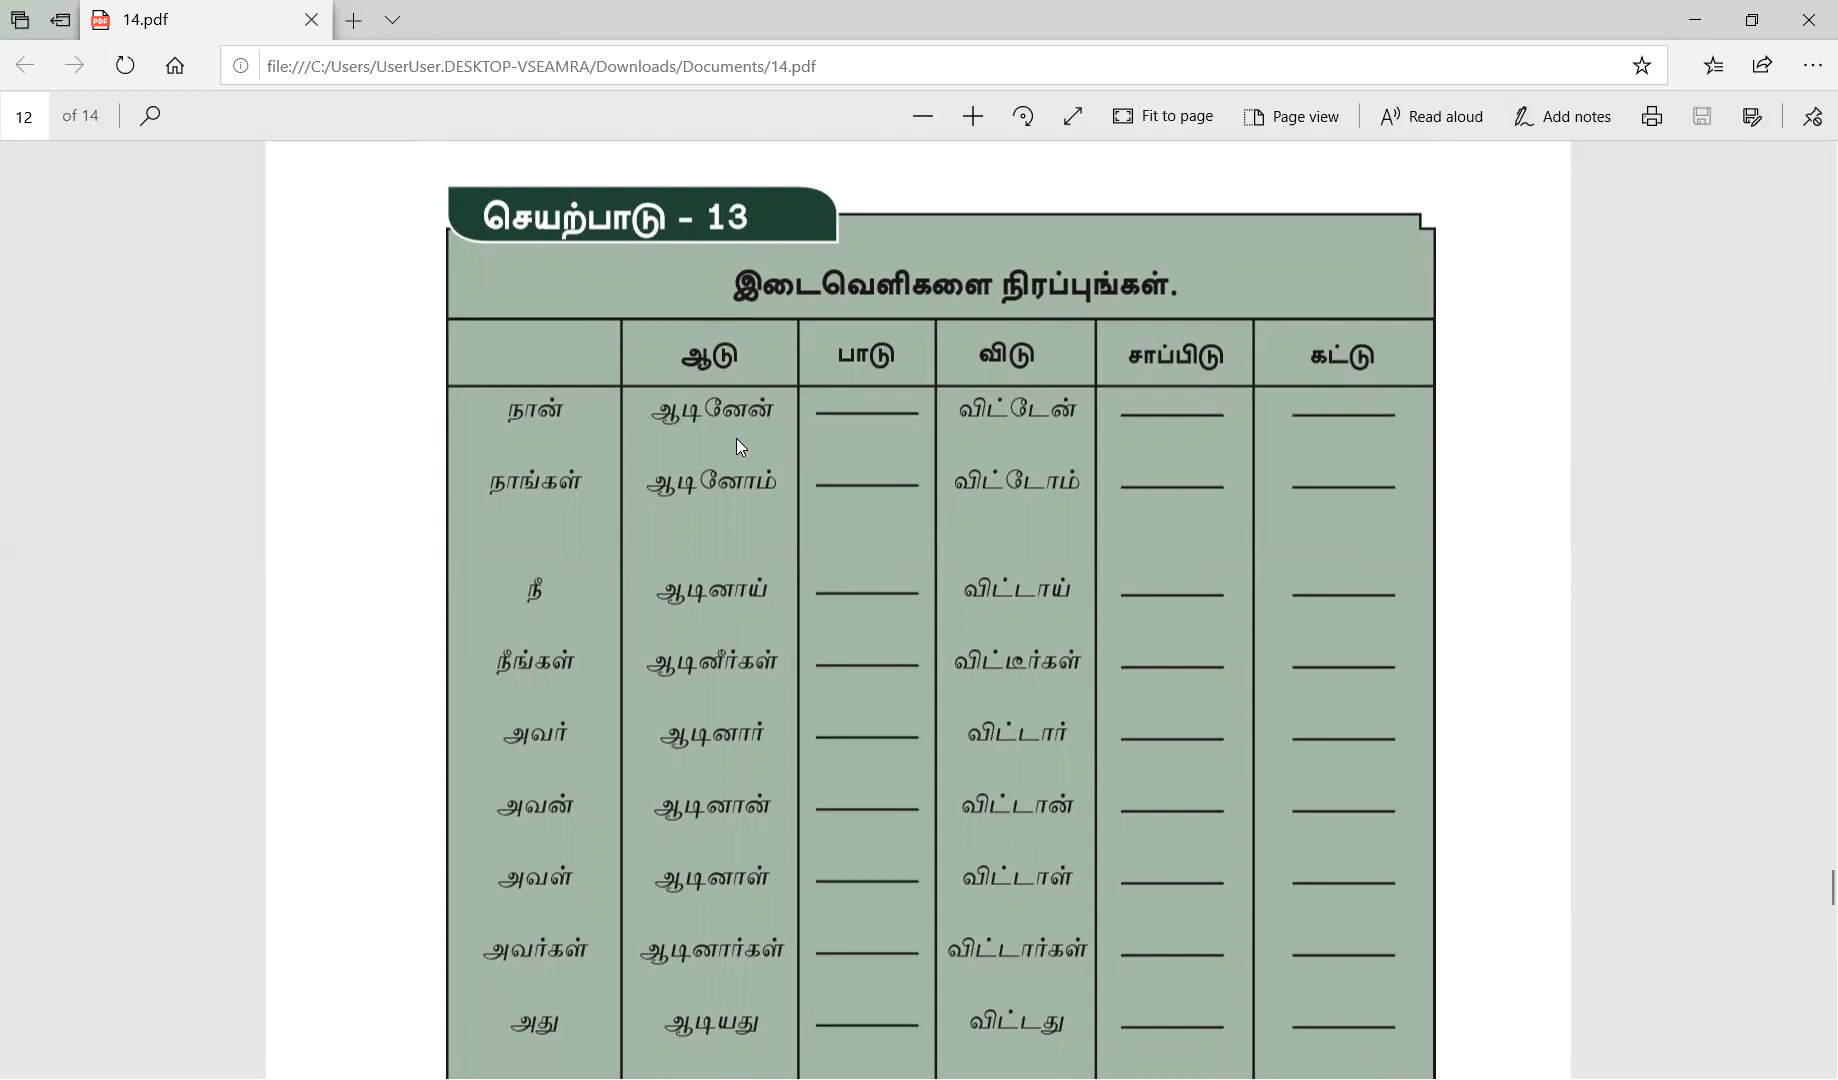 14.pdf
file:///C:/Users/UserUser.DESKTOP-VSEAMRA/Downloads/Documents/14.pdf
12 of 14 Fit to page Page view Read aloud Add notes
செயற்பாடு - 13
இடைவெளிகளை நிரப்புங்கள்.
ஆடு பாடு விடு சாப்பிடு கட்டு
நான் ஆடினேன் விட்டேன்
நாங்கள் ஆடினோம் விட்டோம்
நீ ஆடினாய் விட்டாய்
நீங்கள் ஆடினீர்கள் விட்டீர்கள்
அவர் ஆடினார் விட்டார்
அவன் ஆடினான் விட்டான்
அவள் ஆடினாள் விட்டாள்
அவர்கள் ஆடினார்கள் விட்டார்கள்
அது ஆடியது விட்டது